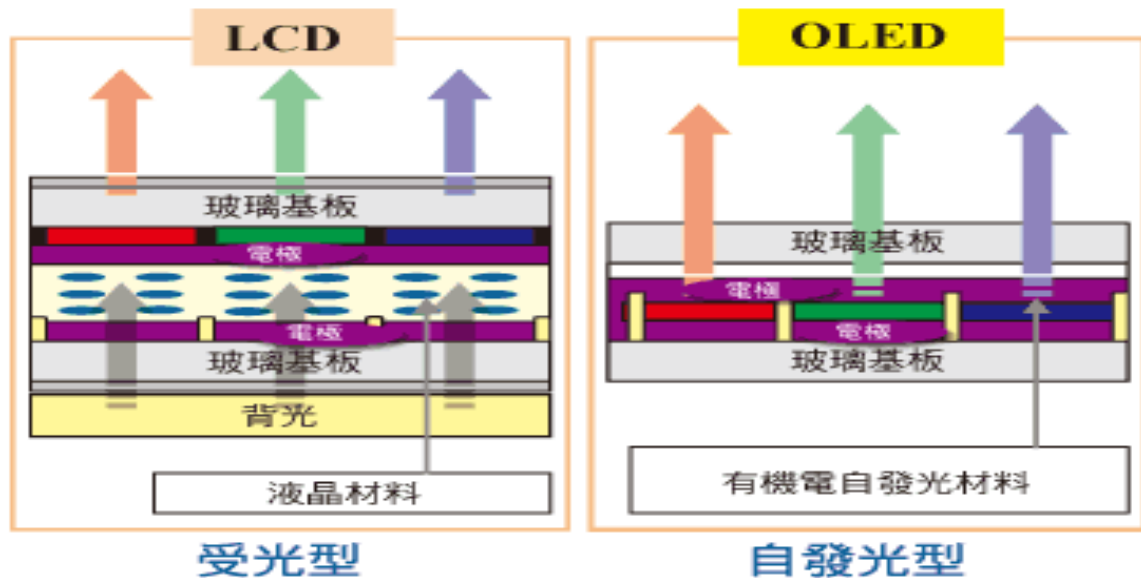 LCD
玻璃基板
電極
電極
玻璃基板
背光
液晶材料
受光型
OLED
玻璃基板
電極
電極
玻璃基板
有機電自發光材料
自發光型